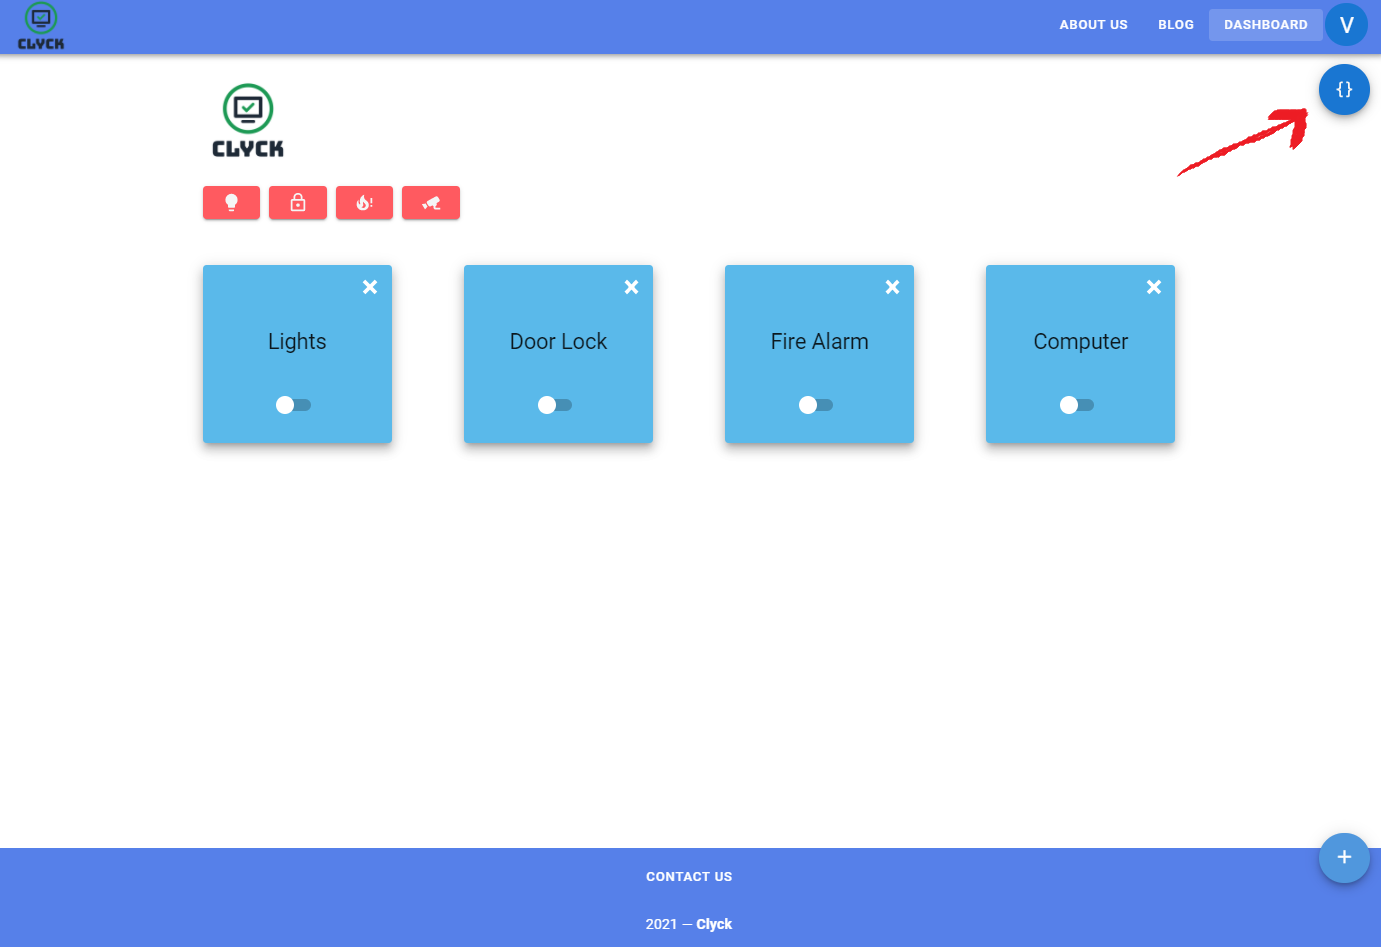 CLYCK
ABOUT US
BLOG
DASHBOARD
V
{ }
CLYCK
Lights
Door Lock
Fire Alarm
Computer
CONTACT US
2021 — Clyck